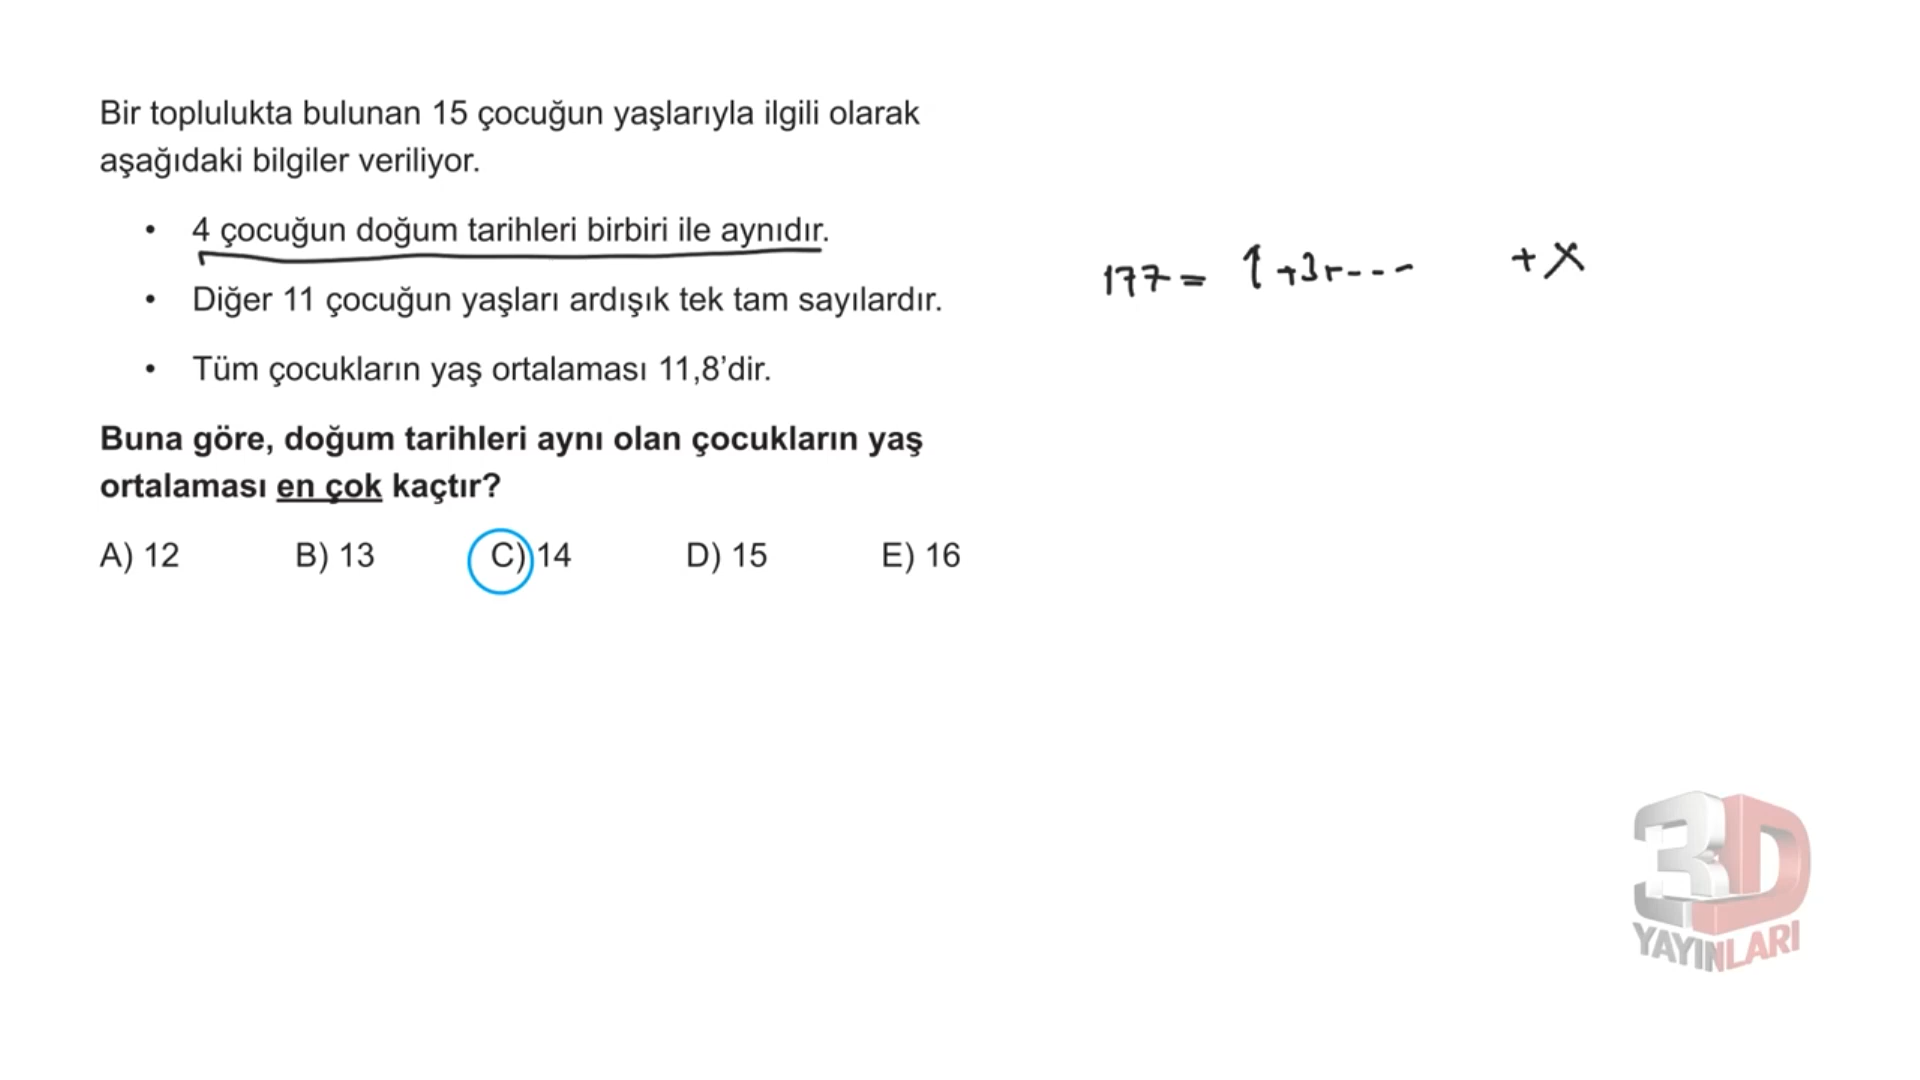 Bir toplulukta bulunan 15 çocuğun yaşlarıyla ilgili olarak
aşağıdaki bilgiler veriliyor.
• 4 çocuğun doğum tarihleri birbiri ile aynıdır.
• Diğer 11 çocuğun yaşları ardışık tek tam sayılardır.
• Tüm çocukların yaş ortalaması 11,8’dir.
Buna göre, doğum tarihleri aynı olan çocukların yaş
ortalaması en çok kaçtır?
A) 12 B) 13 C) 14 D) 15 E) 16
177 = 1 + 3 + - - - + X
3D
YAYINLARI